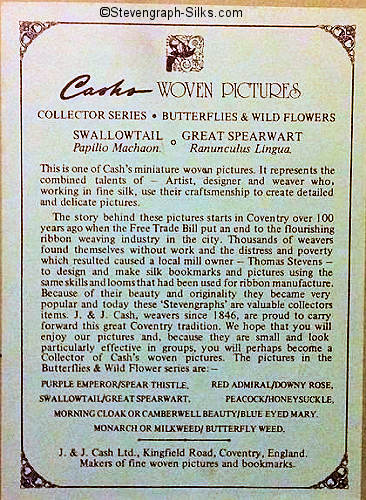 ©Stevengraph-Silks.com
Cash's WOVEN PICTURES
COLLECTOR SERIES • BUTTERFLIES & WILD FLOWERS
SWALLOWTAIL o GREAT SPEARWART
Papilio Machaon. Ranunculus Lingua.
This is one of Cash's miniature woven pictures. It represents the
combined talents of – Artist, designer and weaver who,
working in fine silk, use their craftsmenship to create detailed
and delicate pictures.
The story behind these pictures starts in Coventry over 100
years ago when the Free Trade Bill put an end to the flourishing
ribbon weaving industry in the city. Thousands of weavers
found themselves without work and the distress and poverty
which resulted caused a local mill owner – Thomas Stevens –
to design and make silk bookmarks and pictures using the
same skills and looms that had been used for ribbon manufacture.
Because of their beauty and originality they became very
popular and today these 'Stevengraphs' are valuable collectors
items. J. & J. Cash, weavers since 1846, are proud to carry
forward this great Coventry tradition. We hope that you will
enjoy our pictures and, because they are small and look
particularly effective in groups, you will perhaps become a
Collector of Cash's woven pictures. The pictures in the
Butterflies & Wild Flower series are:–
PURPLE EMPEROR/SPEAR THISTLE, RED ADMIRAL/DOWNY ROSE,
SWALLOWTAIL/GREAT SPEARWART, PEACOCK/HONEYSUCKLE,
MORNING CLOAK OR CAMBERWELL BEAUTY/BLUE EYED MARY,
MONARCH OR MILKWEED/ BUTTERFLY WEED.
J. & J. Cash Ltd., Kingfield Road, Coventry, England.
Makers of fine woven pictures and bookmarks.